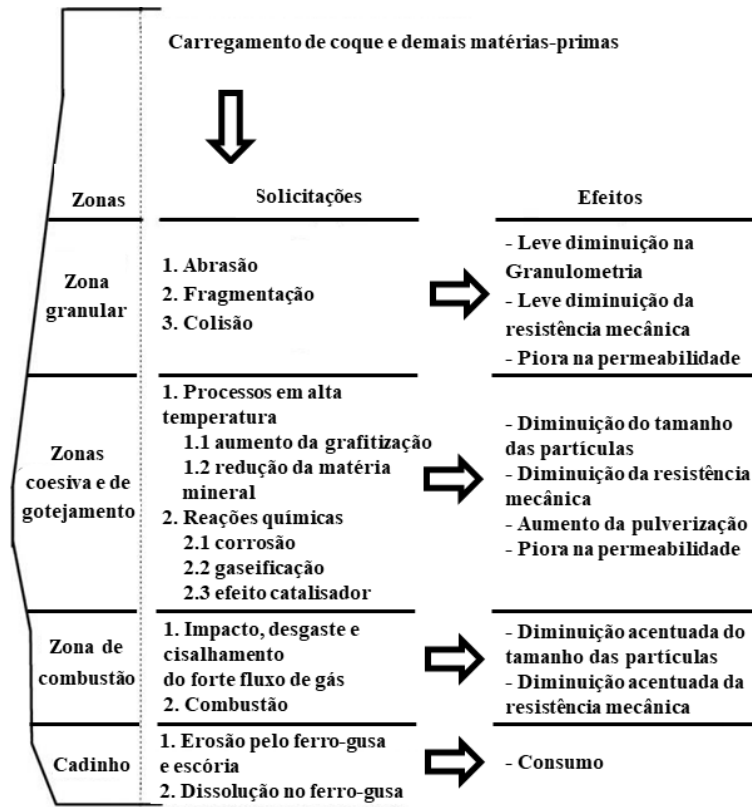 Carregamento de coque e demais matérias-primas
Zonas
Solicitações
Efeitos
Zona
granular
1. Abrasão
2. Fragmentação
3. Colisão
- Leve diminuição na
Granulometria
- Leve diminuição da
resistência mecânica
- Piora na permeabilidade
Zonas
coesiva e de
gotejamento
1. Processos em alta
temperatura
1.1 aumento da grafitização
1.2 redução da matéria
mineral
2. Reações químicas
2.1 corrosão
2.2 gaseificação
2.3 efeito catalisador
- Diminuição do tamanho
das partículas
- Diminuição da resistência
mecânica
- Aumento da pulverização
- Piora na permeabilidade
Zona de
combustão
1. Impacto, desgaste e
cisalhamento
do forte fluxo de gás
2. Combustão
- Diminuição acentuada do
tamanho das partículas
- Diminuição acentuada da
resistência mecânica
Cadinho
1. Erosão pelo ferro-gusa
e escória
2. Dissolução no ferro-gusa
- Consumo